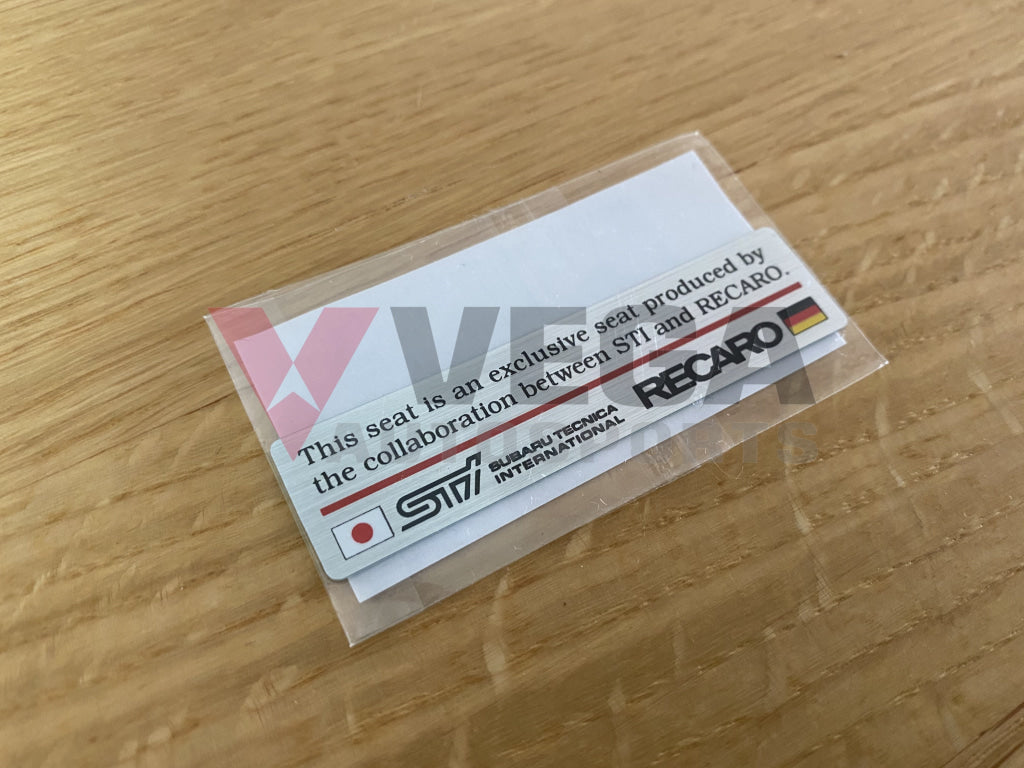 This seat is an exclusive seat produced by
the collaboration between STI and RECARO.
STI SUBARU TECNICA
INTERNATIONAL
RECARO
VEGA
AUTOSPORTS